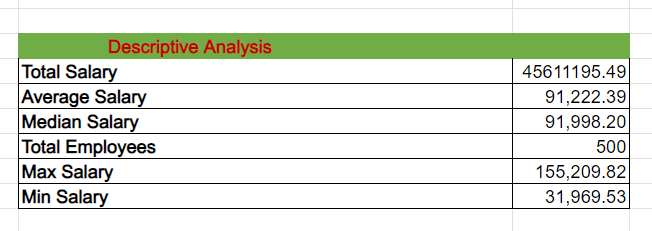 Descriptive Analysis
Total Salary 45611195.49
Average Salary 91,222.39
Median Salary 91,998.20
Total Employees 500
Max Salary 155,209.82
Min Salary 31,969.53